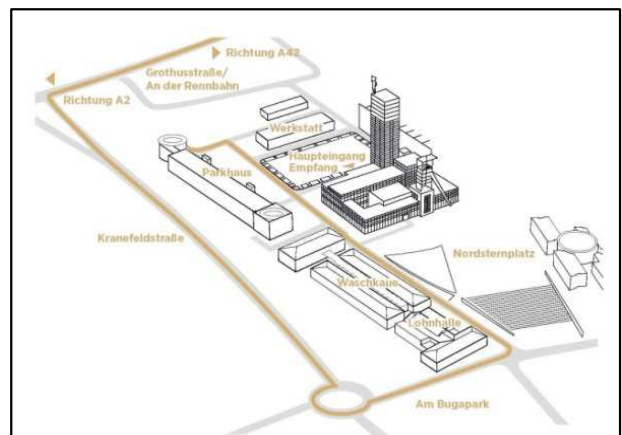 Richtung A42
Grothusstraße/
An der Rennbahn
Richtung A2
Werkstatt
Haupteingang
Empfang
Parkhaus
Kranefeldstraße
Nordsternplatz
Waschkaue
Lohnhalle
Am Bugapark